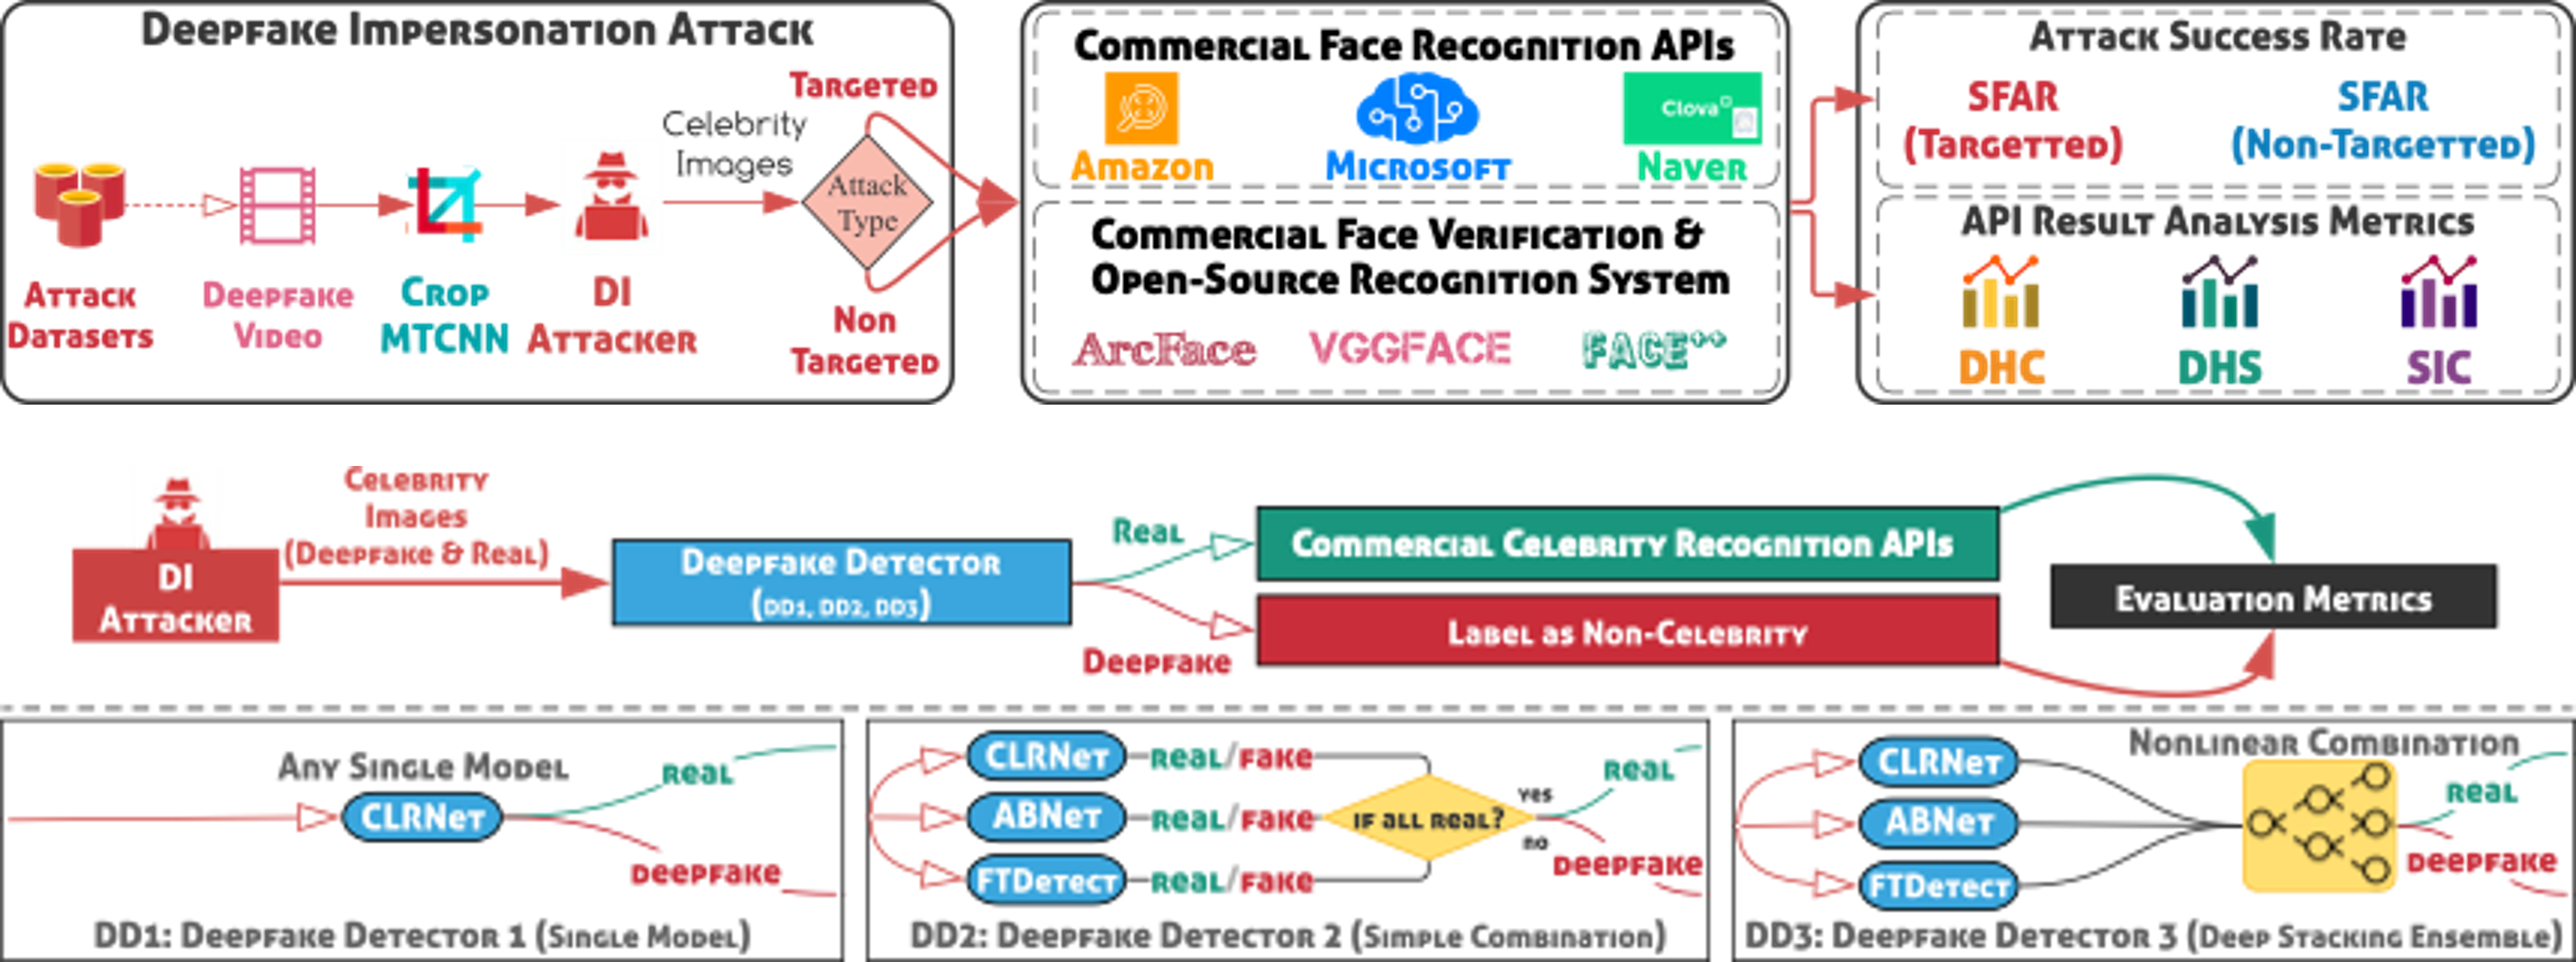 Deepfake Impersonation Attack
Targeted
Celebrity
Images
Attack
Type
Attack
Datasets
Deepfake
Video
Crop
MTCNN
DI
Attacker
Non
Targeted
Commercial Face Recognition APIs
Clova
Amazon
Microsoft
Naver
Commercial Face Verification &
Open-Source Recognition System
ArcFace
VGGFACE
FACE++
Attack Success Rate
SFAR
(Targetted)
SFAR
(Non-Targetted)
API Result Analysis Metrics
DHC
DHS
SIC
DI
Attacker
Celebrity
Images
(Deepfake & Real)
Deepfake Detector
(DD1, DD2, DD3)
Real
Deepfake
Commercial Celebrity Recognition APIs
Label as Non-Celebrity
Evaluation Metrics
Any Single Model
CLRNet
Real
Deepfake
DD1: Deepfake Detector 1 (Single Model)
CLRNet
Real/Fake
ABNet
Real/Fake
FTDetect
Real/Fake
If all Real?
yes
no
Real
Deepfake
DD2: Deepfake Detector 2 (Simple Combination)
Nonlinear Combination
CLRNet
ABNet
FTDetect
Real
Deepfake
DD3: Deepfake Detector 3 (Deep Stacking Ensemble)